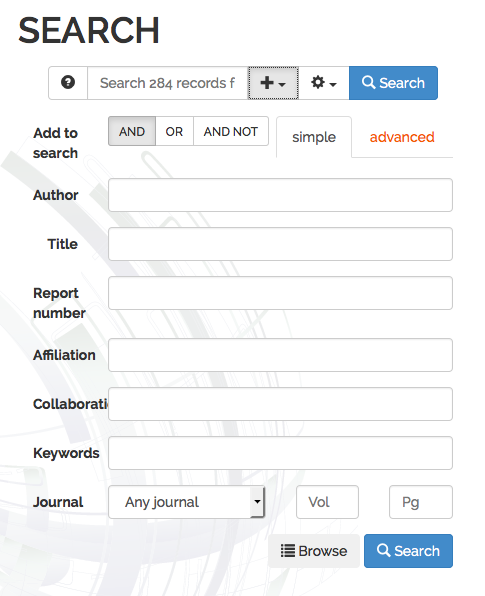 SEARCH
Search 284 records f
Search
Add to search
AND OR AND NOT
simple advanced
Author
Title
Report
number
Affiliation
Collaborati
Keywords
Journal Any journal Vol Pg
Browse Search